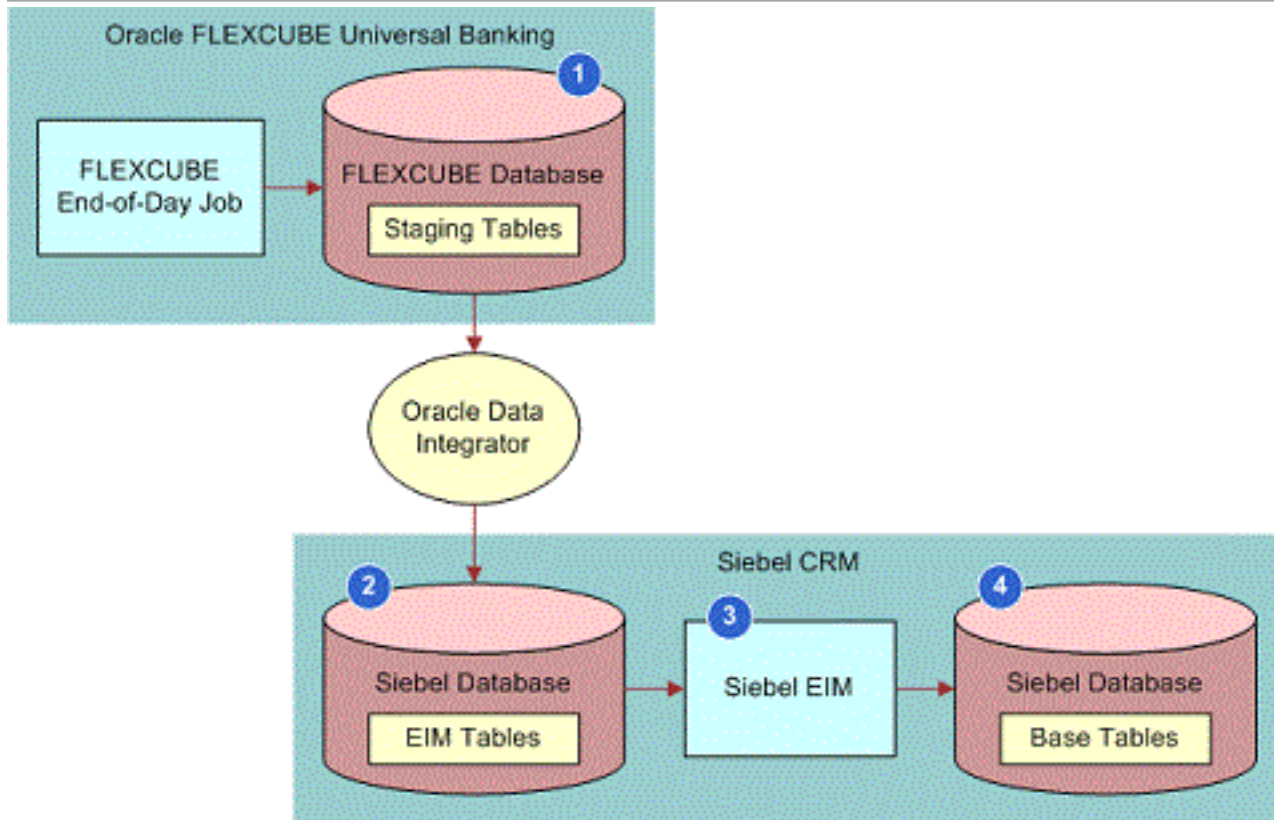 Oracle FLEXCUBE Universal Banking
1
FLEXCUBE
End-of-Day Job
FLEXCUBE Database
Staging Tables
Oracle Data
Integrator
Siebel CRM
2
3
4
Siebel Database
EIM Tables
Siebel EIM
Siebel Database
Base Tables